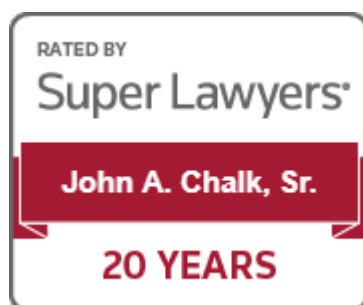 RATED BY
Super Lawyers®
John A. Chalk, Sr.
20 YEARS